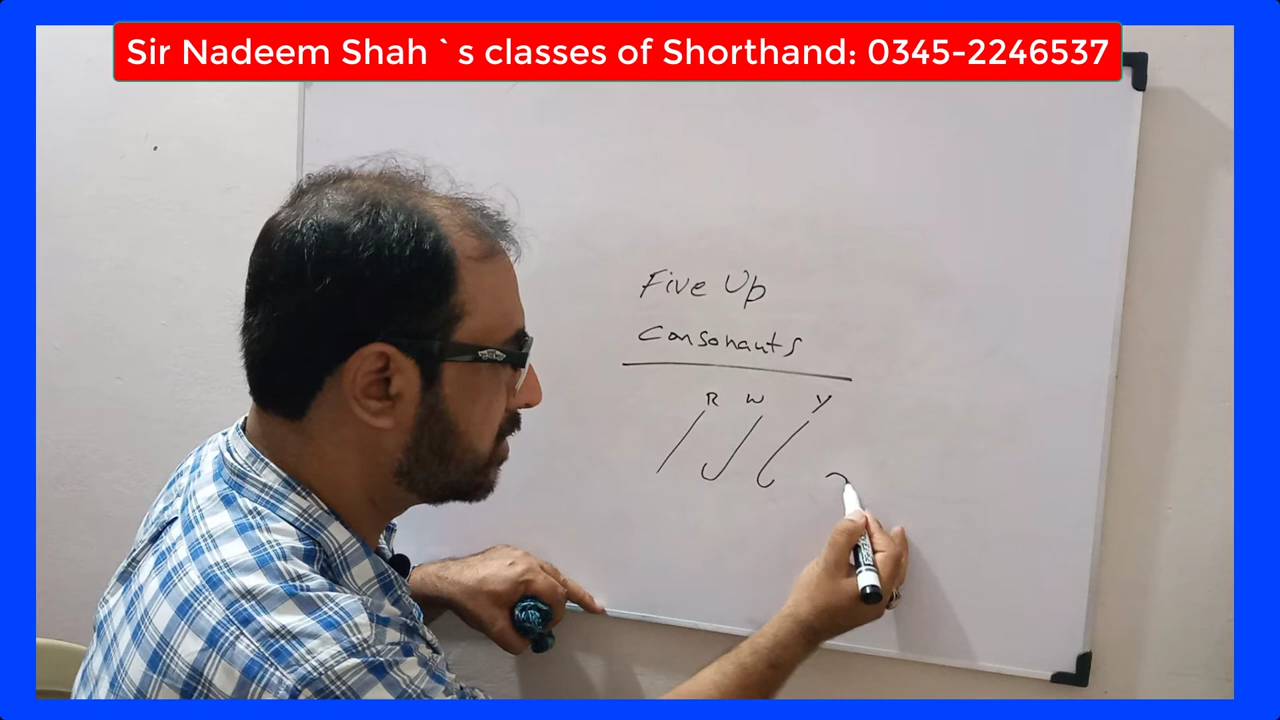 Sir Nadeem Shah `s classes of Shorthand: 0345-2246537
Five Up
Consonants
R W Y